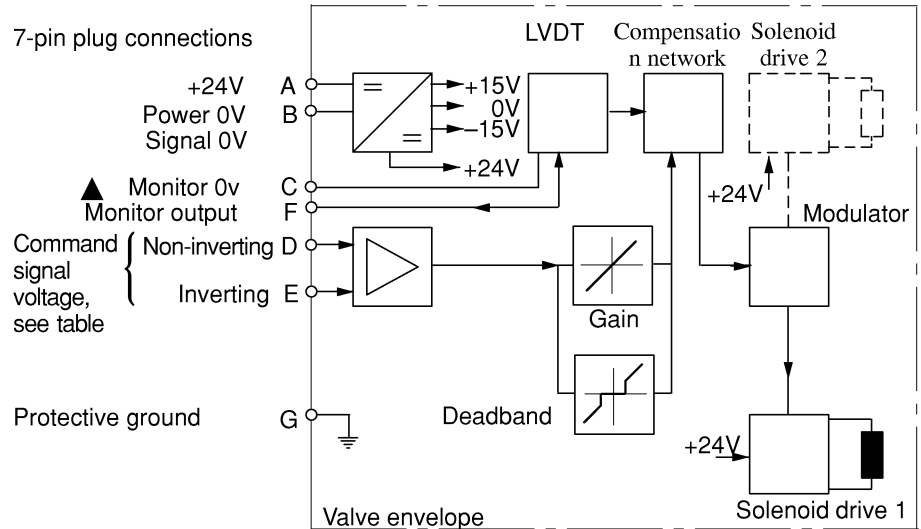 7-pin plug connections
LVDT
Compensatio
n network
Solenoid
drive 2
+24V
A
+15V
Power 0V
B
0V
Signal 0V
–15V
+24V
Monitor 0v
C
+24V
Monitor output
F
Modulator
Command
signal
voltage,
see table
Non-inverting
D
Inverting
E
Gain
Deadband
Protective ground
G
+24V
Solenoid drive 1
Valve envelope